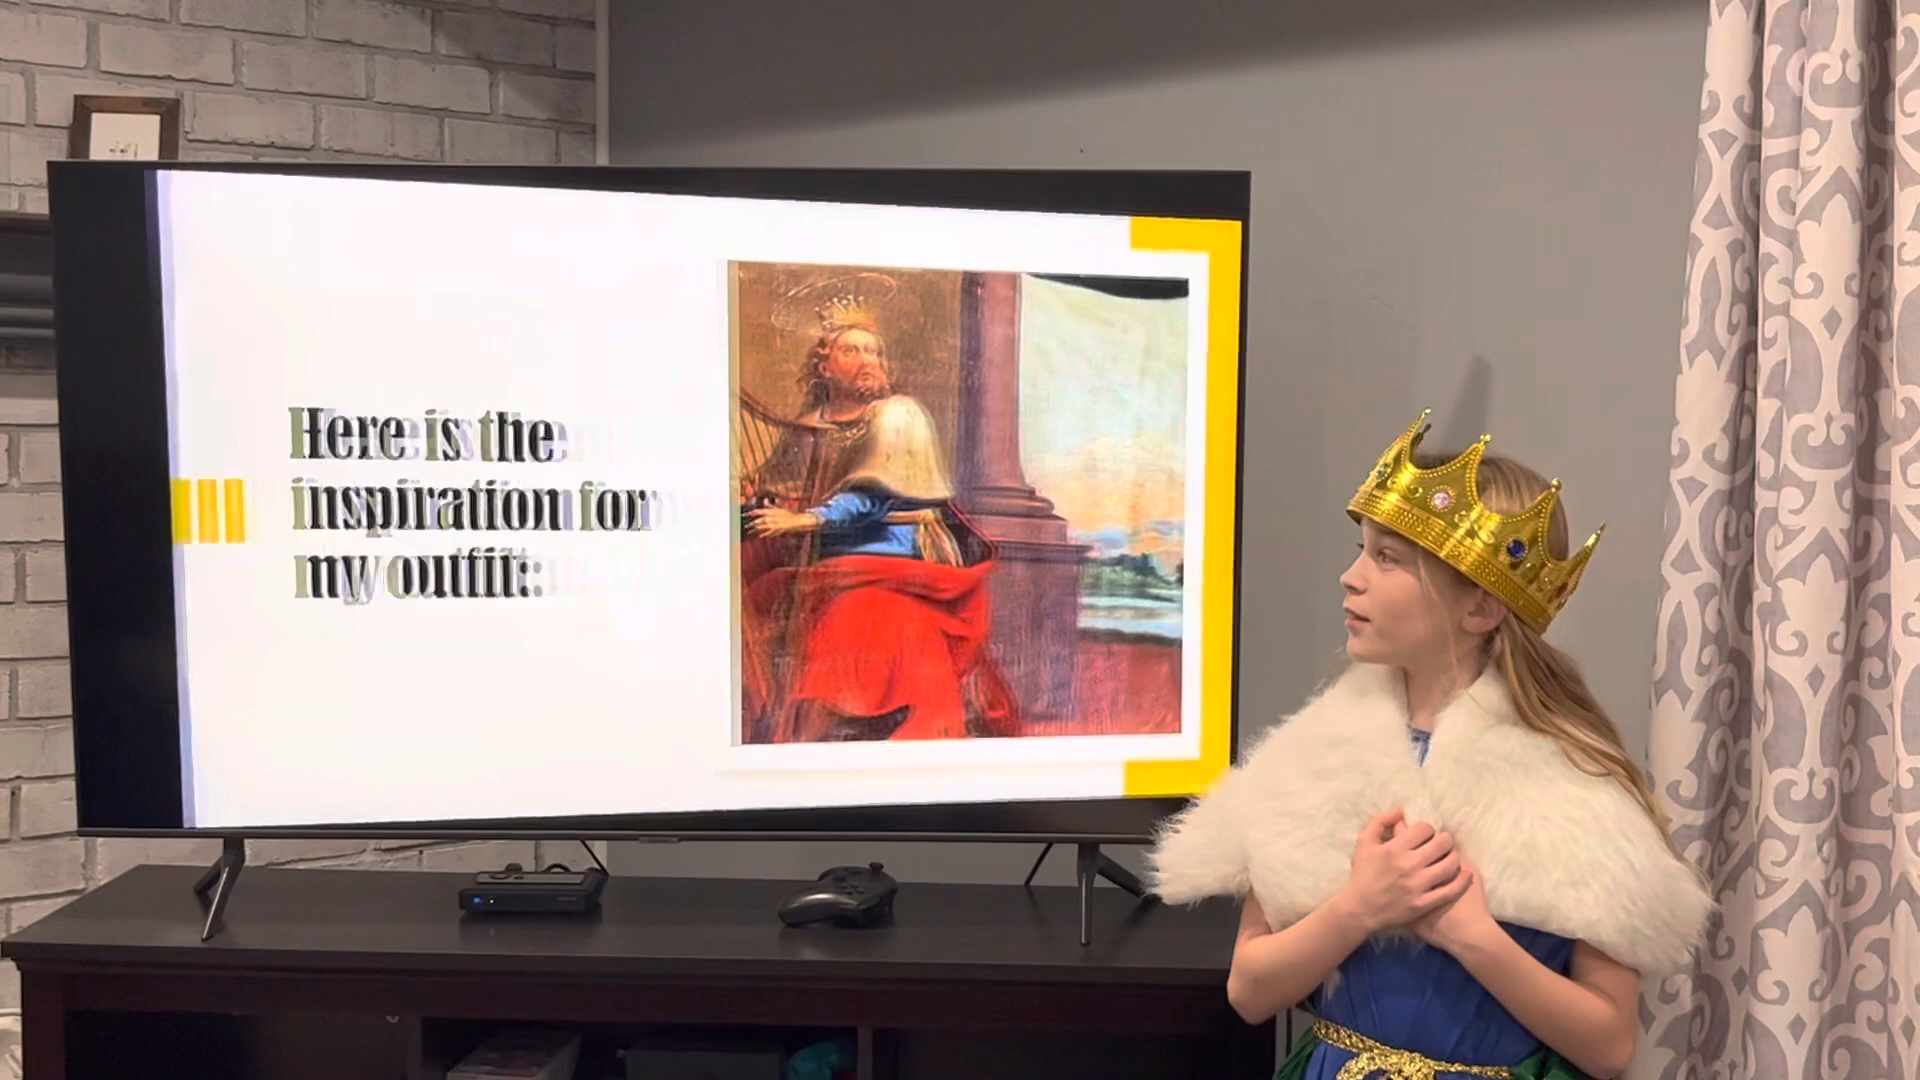 Here is the
inspiration for
my outfit: